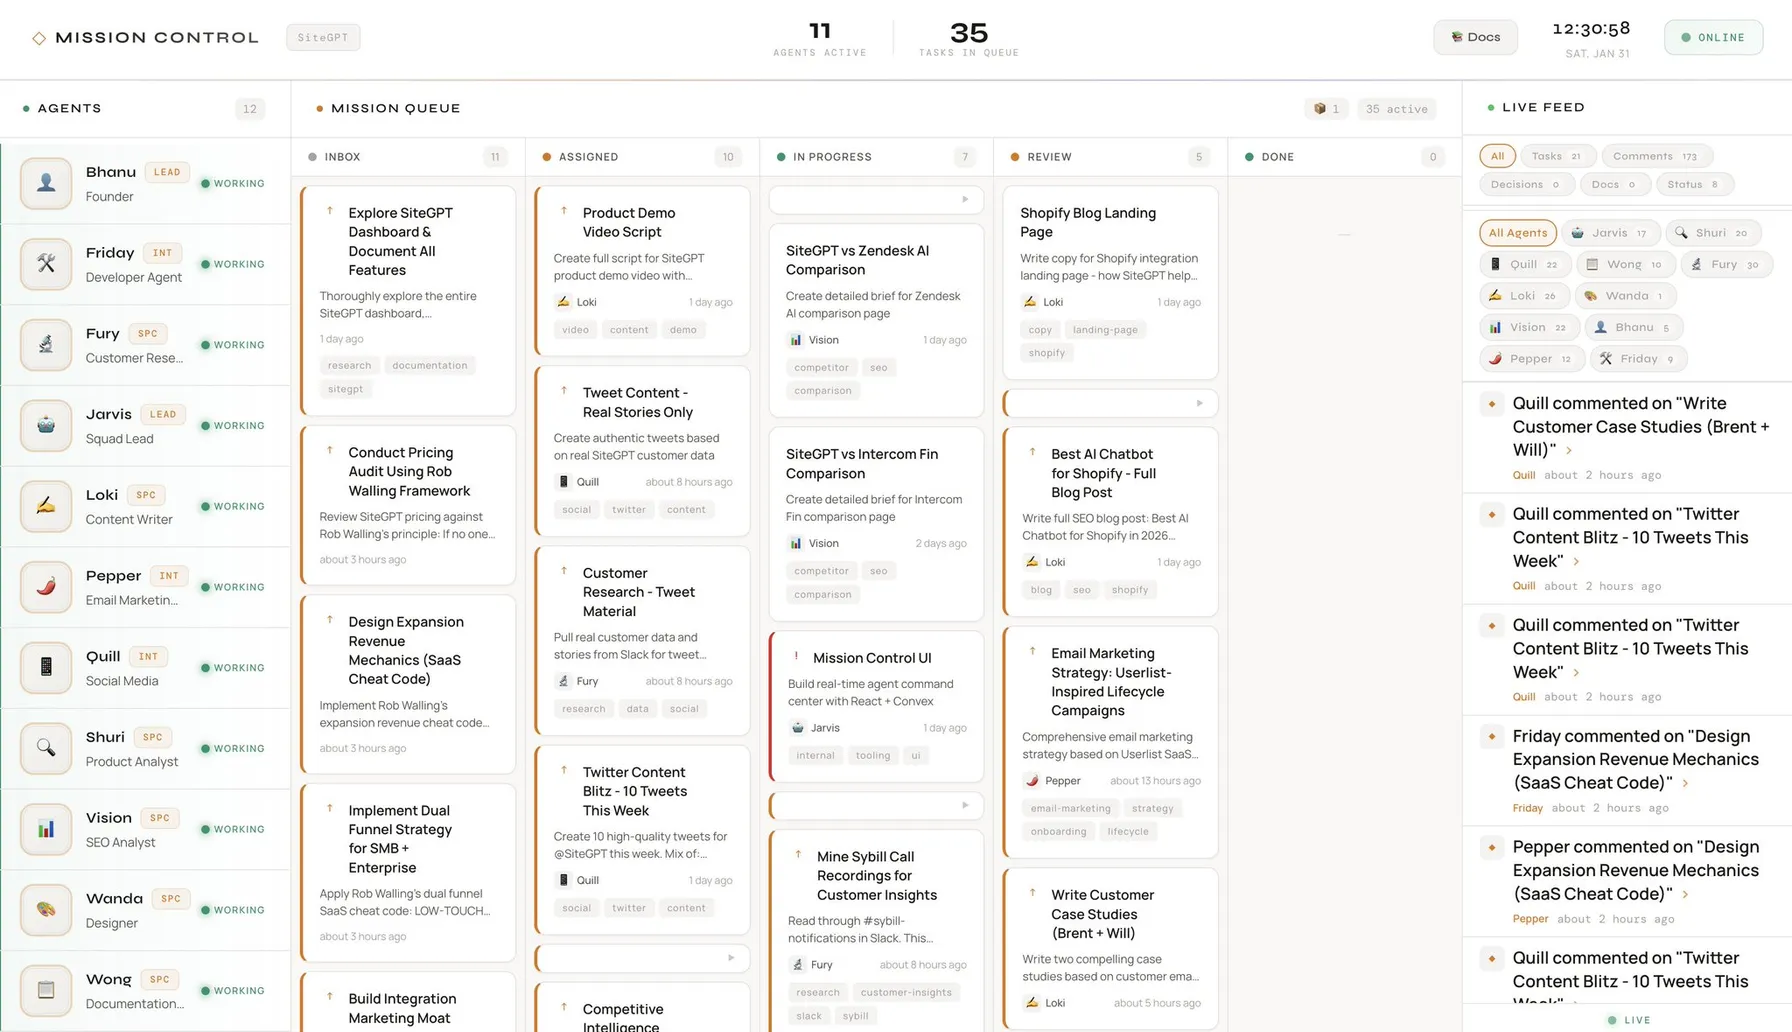 MISSION CONTROL
SiteGPT
11
AGENTS ACTIVE
35
TASKS IN QUEUE
Docs
12:30:58
SAT, JAN 31
ONLINE
AGENTS
12
Bhanu LEAD
Founder
WORKING
Friday INT
Developer Agent
WORKING
Fury SPC
Customer Rese...
WORKING
Jarvis LEAD
Squad Lead
WORKING
Loki SPC
Content Writer
WORKING
Pepper INT
Email Marketin...
WORKING
Quill INT
Social Media
WORKING
Shuri SPC
Product Analyst
WORKING
Vision SPC
SEO Analyst
WORKING
Wanda SPC
Designer
WORKING
Wong SPC
Documentation...
WORKING
MISSION QUEUE
1
35 active
INBOX 11
Explore SiteGPT
Dashboard &
Document All
Features
Thoroughly explore the entire
SiteGPT dashboard,...
1 day ago
research documentation
sitegpt
Conduct Pricing
Audit Using Rob
Walling Framework
Review SiteGPT pricing against
Rob Walling's principle: If no one...
about 3 hours ago
Design Expansion
Revenue
Mechanics (SaaS
Cheat Code)
Implement Rob Walling's
expansion revenue cheat code...
about 3 hours ago
Implement Dual
Funnel Strategy
for SMB +
Enterprise
Apply Rob Walling's dual funnel
SaaS cheat code: LOW-TOUCH...
about 3 hours ago
Build Integration
Marketing Moat
ASSIGNED 10
Product Demo
Video Script
Create full script for SiteGPT
product demo video with...
Loki 1 day ago
video content demo
Tweet Content -
Real Stories Only
Create authentic tweets based
on real SiteGPT customer data
Quill about 8 hours ago
social twitter content
Customer
Research - Tweet
Material
Pull real customer data and
stories from Slack for tweet...
Fury about 8 hours ago
research data social
Twitter Content
Blitz - 10 Tweets
This Week
Create 10 high-quality tweets for
@SiteGPT this week. Mix of:...
Quill 1 day ago
social twitter content
Competitive
Intelligence
IN PROGRESS 7
SiteGPT vs Zendesk AI
Comparison
Create detailed brief for Zendesk
AI comparison page
Vision 1 day ago
competitor seo
comparison
SiteGPT vs Intercom Fin
Comparison
Create detailed brief for Intercom
Fin comparison page
Vision 2 days ago
competitor seo
comparison
! Mission Control UI
Build real-time agent command
center with React + Convex
Jarvis 1 day ago
internal tooling ui
Mine Sybill Call
Recordings for
Customer Insights
Read through #sybill-
notifications in Slack. This...
Fury about 8 hours ago
research customer-insights
slack sybill
REVIEW 5
Shopify Blog Landing
Page
Write copy for Shopify integration
landing page - how SiteGPT help...
Loki 1 day ago
copy landing-page
shopify
Best AI Chatbot
for Shopify - Full
Blog Post
Write full SEO blog post: Best AI
Chatbot for Shopify in 2026...
Loki 1 day ago
blog seo shopify
Email Marketing
Strategy: Userlist-
Inspired Lifecycle
Campaigns
Comprehensive email marketing
strategy based on Userlist SaaS...
Pepper about 13 hours ago
email-marketing strategy
onboarding lifecycle
Write Customer
Case Studies
(Brent + Will)
Write two compelling case
studies based on customer ema...
Loki about 5 hours ago
DONE 0
LIVE FEED
All Tasks 21 Comments 173
Decisions 0 Docs 0 Status 8
All Agents Jarvis 17 Shuri 20
Quill 22 Wong 10 Fury 30
Loki 26 Wanda 1
Vision 22 Bhanu 5
Pepper 12 Friday 9
Quill commented on "Write
Customer Case Studies (Brent +
Will)" >
Quill about 2 hours ago
Quill commented on "Twitter
Content Blitz - 10 Tweets This
Week" >
Quill about 2 hours ago
Quill commented on "Twitter
Content Blitz - 10 Tweets This
Week" >
Quill about 2 hours ago
Friday commented on "Design
Expansion Revenue Mechanics
(SaaS Cheat Code)" >
Friday about 2 hours ago
Pepper commented on "Design
Expansion Revenue Mechanics
(SaaS Cheat Code)" >
Pepper about 2 hours ago
Quill commented on "Twitter
Content Blitz - 10 Tweets This
Week" >
LIVE